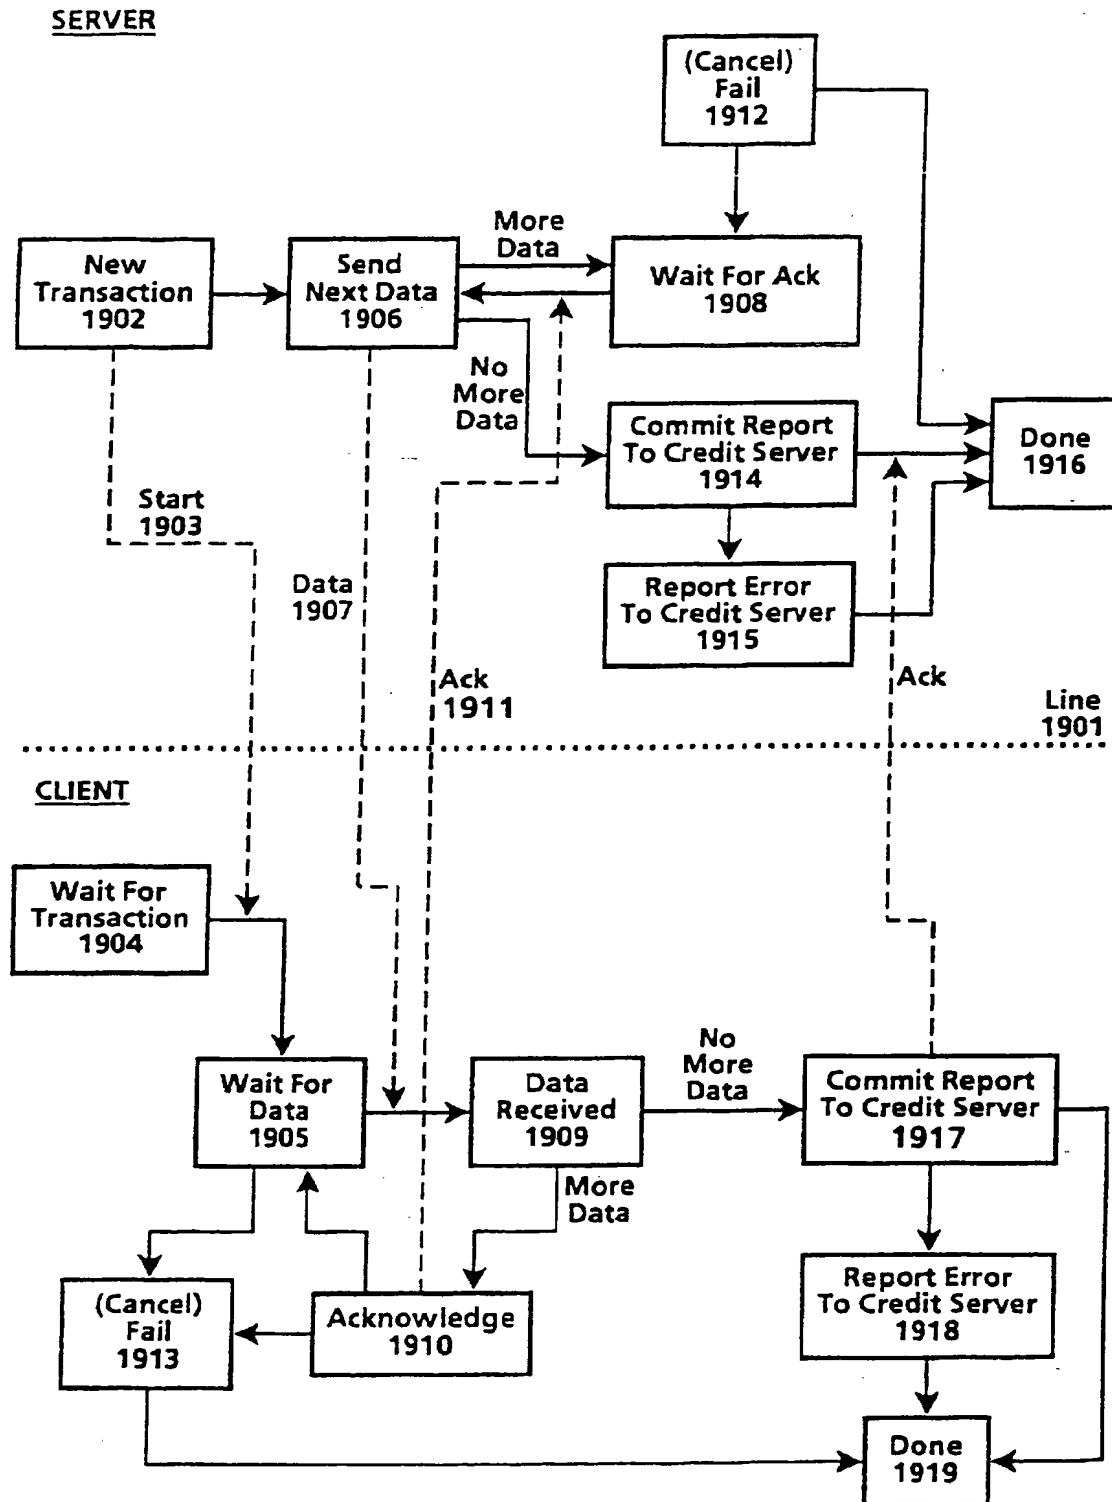 SERVER
(Cancel)
Fail
1912
More
Data
New
Transaction
1902
Send
Next Data
1906
Wait For Ack
1908
No
More
Data
Commit Report
To Credit Server
1914
Done
1916
Start
1903
Data
1907
Report Error
To Credit Server
1915
Ack
1911
Ack
Line
1901
CLIENT
Wait For
Transaction
1904
Wait For
Data
1905
Data
Received
1909
No
More
Data
Commit Report
To Credit Server
1917
More
Data
(Cancel)
Fail
1913
Acknowledge
1910
Report Error
To Credit Server
1918
Done
1919